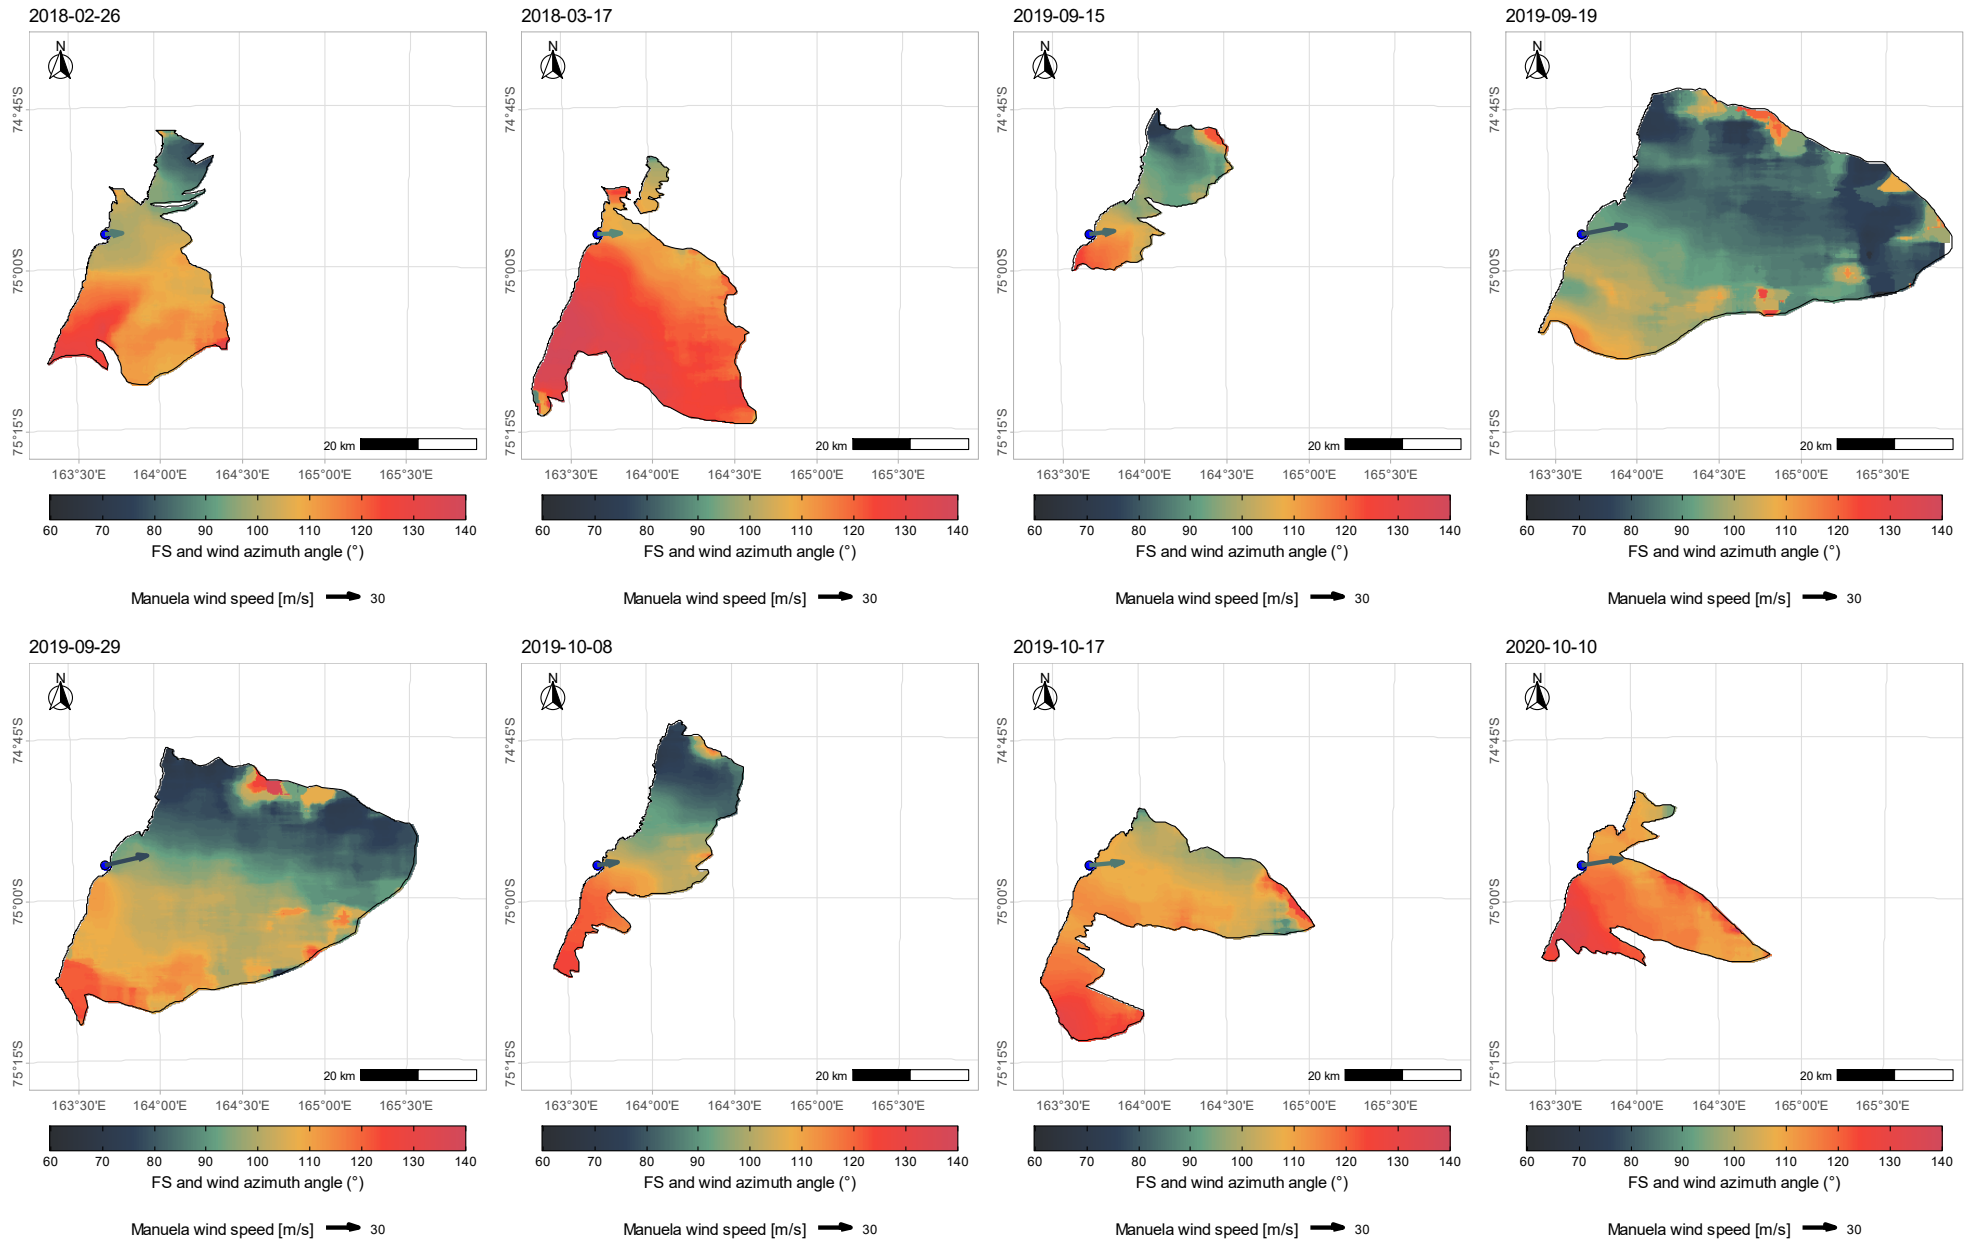 2018-02-26
N
74°45'S
75°00'S
75°15'S
20 km
163°30'E 164°00'E 164°30'E 165°00'E 165°30'E
60 70 80 90 100 110 120 130 140
FS and wind azimuth angle (°)
Manuela wind speed [m/s] 30
2018-03-17
N
74°45'S
75°00'S
75°15'S
20 km
163°30'E 164°00'E 164°30'E 165°00'E 165°30'E
60 70 80 90 100 110 120 130 140
FS and wind azimuth angle (°)
Manuela wind speed [m/s] 30
2019-09-15
N
74°45'S
75°00'S
75°15'S
20 km
163°30'E 164°00'E 164°30'E 165°00'E 165°30'E
60 70 80 90 100 110 120 130 140
FS and wind azimuth angle (°)
Manuela wind speed [m/s] 30
2019-09-19
N
74°45'S
75°00'S
75°15'S
20 km
163°30'E 164°00'E 164°30'E 165°00'E 165°30'E
60 70 80 90 100 110 120 130 140
FS and wind azimuth angle (°)
Manuela wind speed [m/s] 30
2019-09-29
N
74°45'S
75°00'S
75°15'S
20 km
163°30'E 164°00'E 164°30'E 165°00'E 165°30'E
60 70 80 90 100 110 120 130 140
FS and wind azimuth angle (°)
Manuela wind speed [m/s] 30
2019-10-08
N
74°45'S
75°00'S
75°15'S
20 km
163°30'E 164°00'E 164°30'E 165°00'E 165°30'E
60 70 80 90 100 110 120 130 140
FS and wind azimuth angle (°)
Manuela wind speed [m/s] 30
2019-10-17
N
74°45'S
75°00'S
75°15'S
20 km
163°30'E 164°00'E 164°30'E 165°00'E 165°30'E
60 70 80 90 100 110 120 130 140
FS and wind azimuth angle (°)
Manuela wind speed [m/s] 30
2020-10-10
N
74°45'S
75°00'S
75°15'S
20 km
163°30'E 164°00'E 164°30'E 165°00'E 165°30'E
60 70 80 90 100 110 120 130 140
FS and wind azimuth angle (°)
Manuela wind speed [m/s] 30